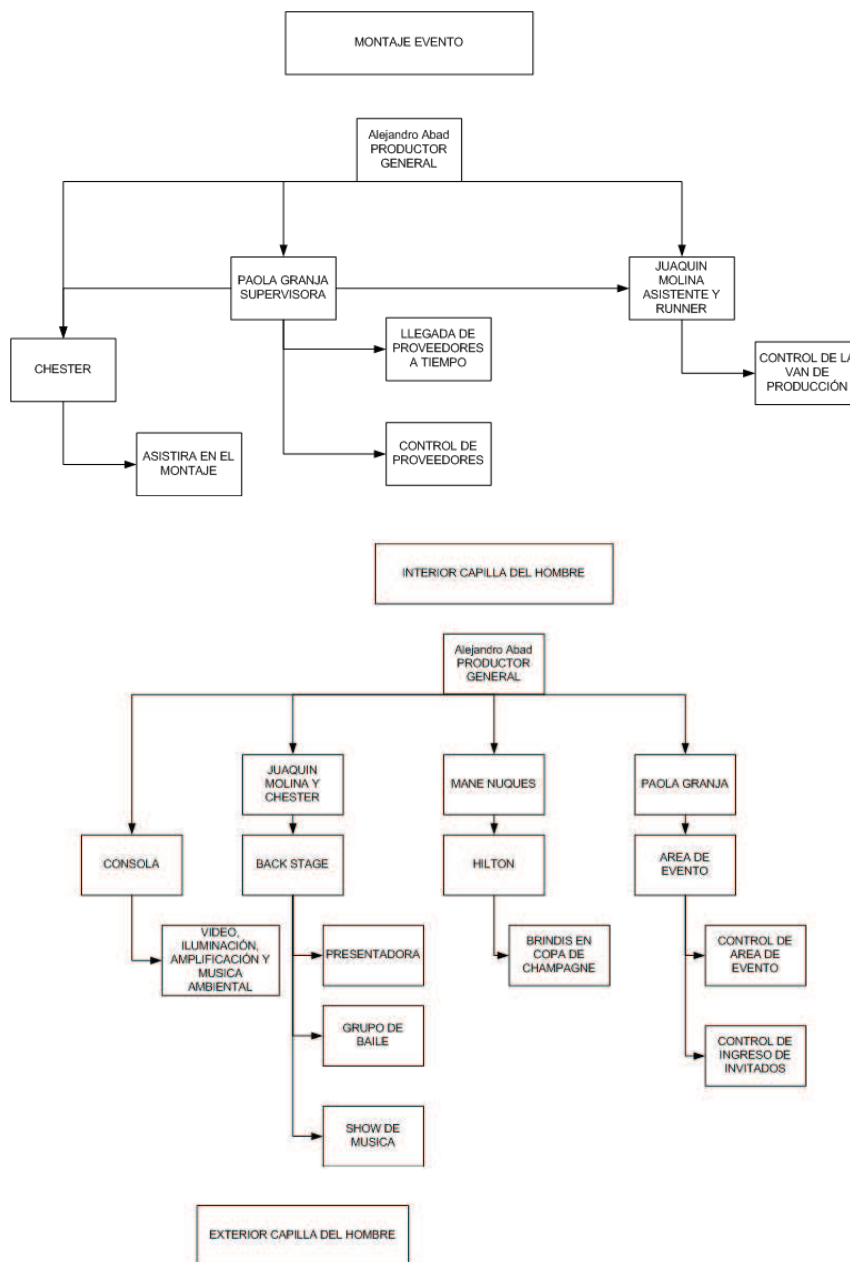 MONTAJE EVENTO
Alejandro Abad
PRODUCTOR
GENERAL
PAOLA GRANJA
SUPERVISORA
JUAQUIN
MOLINA
ASISTENTE Y
RUNNER
CHESTER
LLEGADA DE
PROVEEDORES
A TIEMPO
CONTROL DE LA
VAN DE
PRODUCCIÓN
ASISTIRA EN EL
MONTAJE
CONTROL DE
PROVEEDORES
INTERIOR CAPILLA DEL HOMBRE
Alejandro Abad
PRODUCTOR
GENERAL
JUAQUIN
MOLINA Y
CHESTER
MANE NUQUES
PAOLA GRANJA
CONSOLA
BACK STAGE
HILTON
AREA DE
EVENTO
VIDEO,
ILUMINACIÓN,
AMPLIFICACIÓN Y
MUSICA
AMBIENTAL
PRESENTADORA
BRINDIS EN
COPA DE
CHAMPAGNE
CONTROL DE
AREA DE
EVENTO
GRUPO DE
BAILE
CONTROL DE
INGRESO DE
INVITADOS
SHOW DE
MUSICA
EXTERIOR CAPILLA DEL HOMBRE